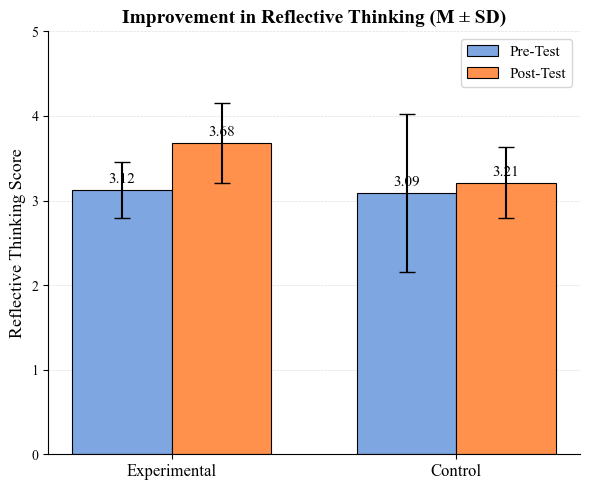 Improvement in Reflective Thinking (M ± SD)
Pre-Test
Post-Test
Reflective Thinking Score
5
4
3
2
1
0
3.12
3.68
3.09
3.21
Experimental
Control